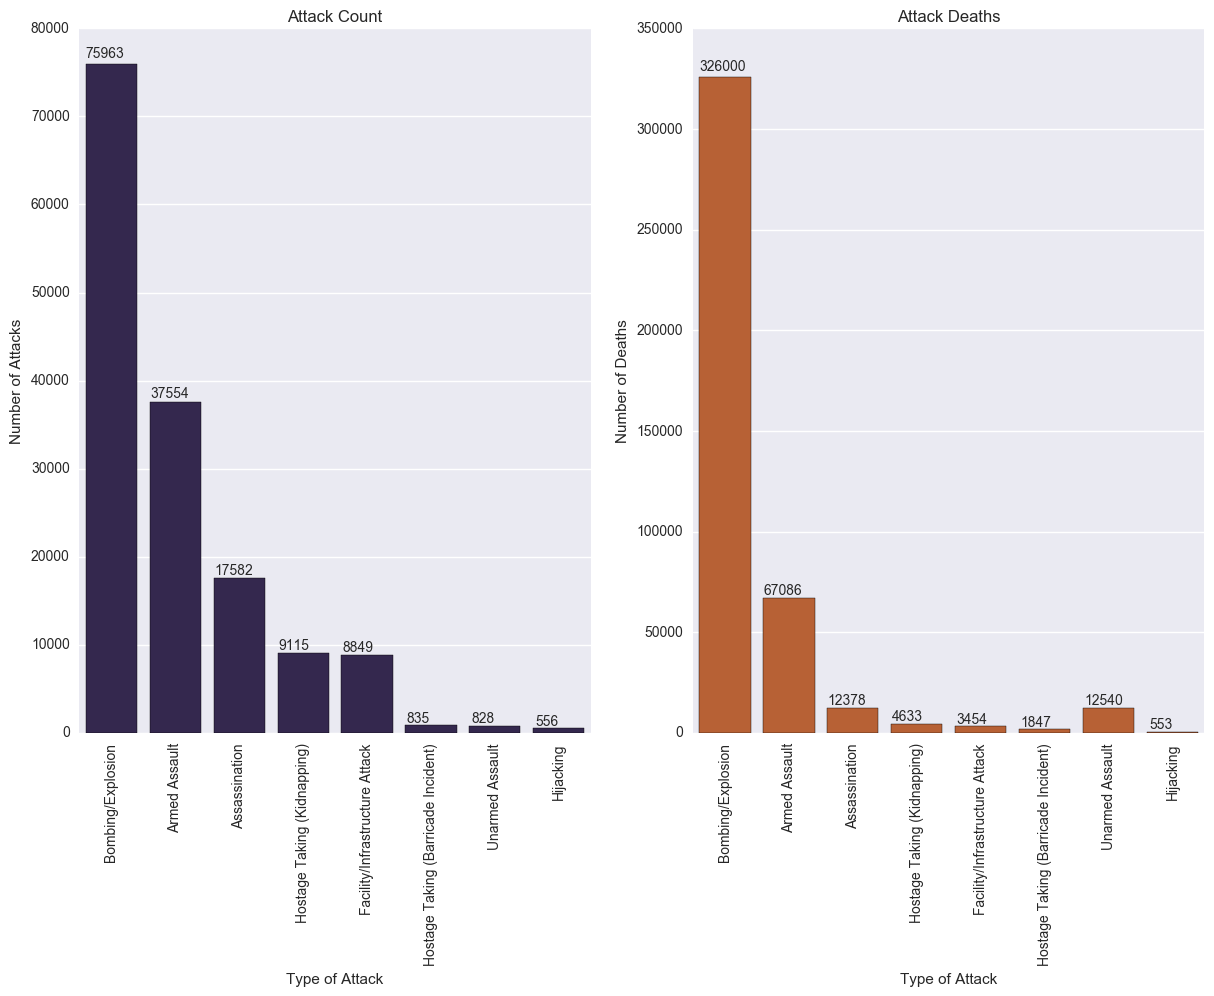 Attack Count
Number of Attacks
80000
70000
60000
50000
40000
30000
20000
10000
0
75963
37554
17582
9115
8849
835
828
556
Bombing/Explosion
Armed Assault
Assassination
Hostage Taking (Kidnapping)
Facility/Infrastructure Attack
Hostage Taking (Barricade Incident)
Unarmed Assault
Hijacking
Type of Attack
Attack Deaths
Number of Deaths
350000
300000
250000
200000
150000
100000
50000
0
326000
67086
12378
4633
3454
1847
12540
553
Bombing/Explosion
Armed Assault
Assassination
Hostage Taking (Kidnapping)
Facility/Infrastructure Attack
Hostage Taking (Barricade Incident)
Unarmed Assault
Hijacking
Type of Attack